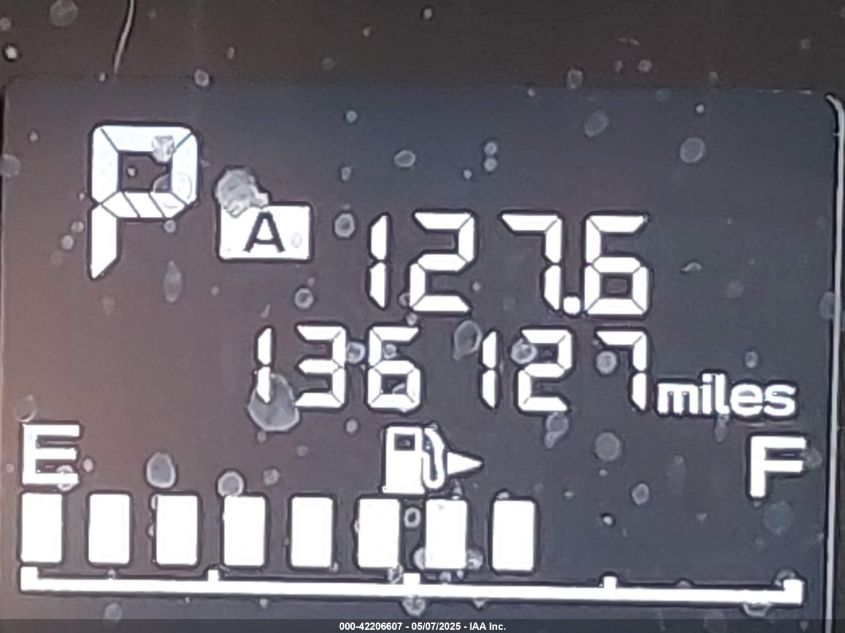 P
A 127.6
136127 miles
E F
000-42206607 - 05/07/2025 - IAA Inc.